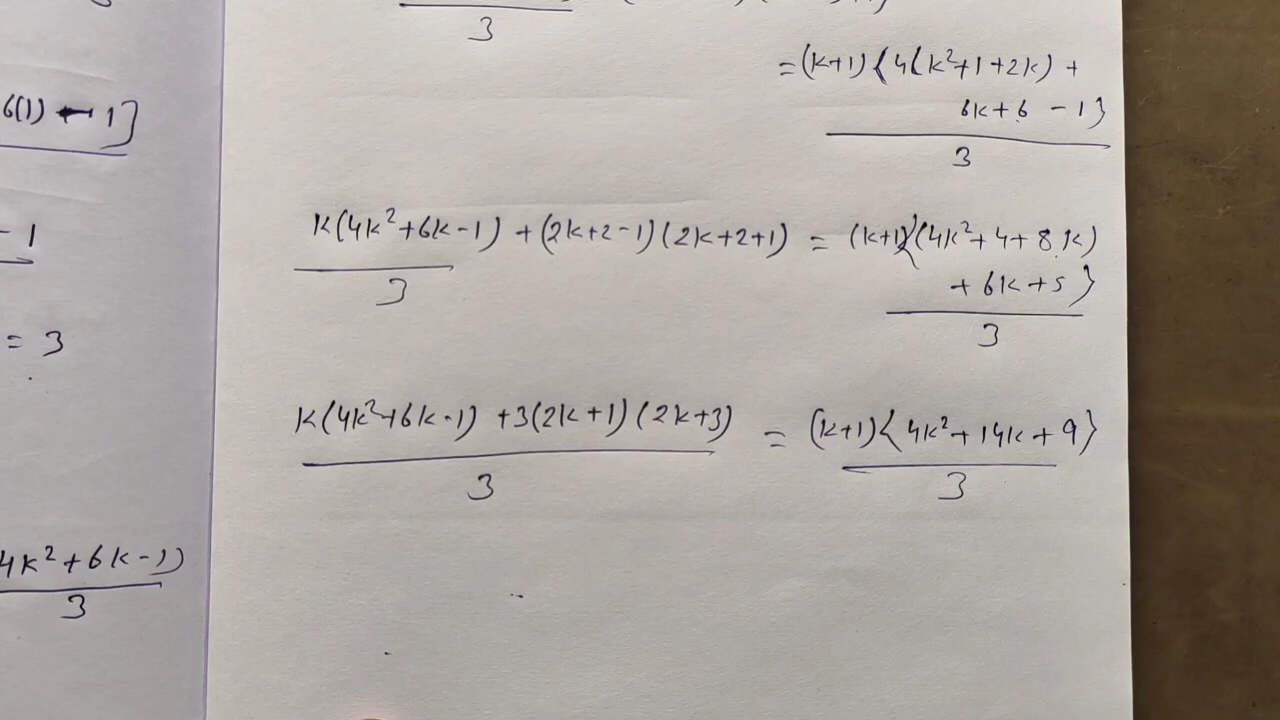 3
= (k+1) { 4(k²+1+2k) +
6k+6 -1}
3
6(1) - 1]
k(4k²+6k-1) + (2k+2-1)(2k+2+1) = (k+1)(4k²+4+8k)
- 1
3
+ 6k+5 }
3
= 3
k(4k²+6k-1) +3(2k+1)(2k+3) = (k+1){4k²+14k+9}
3 3
4k²+6k-1)
3